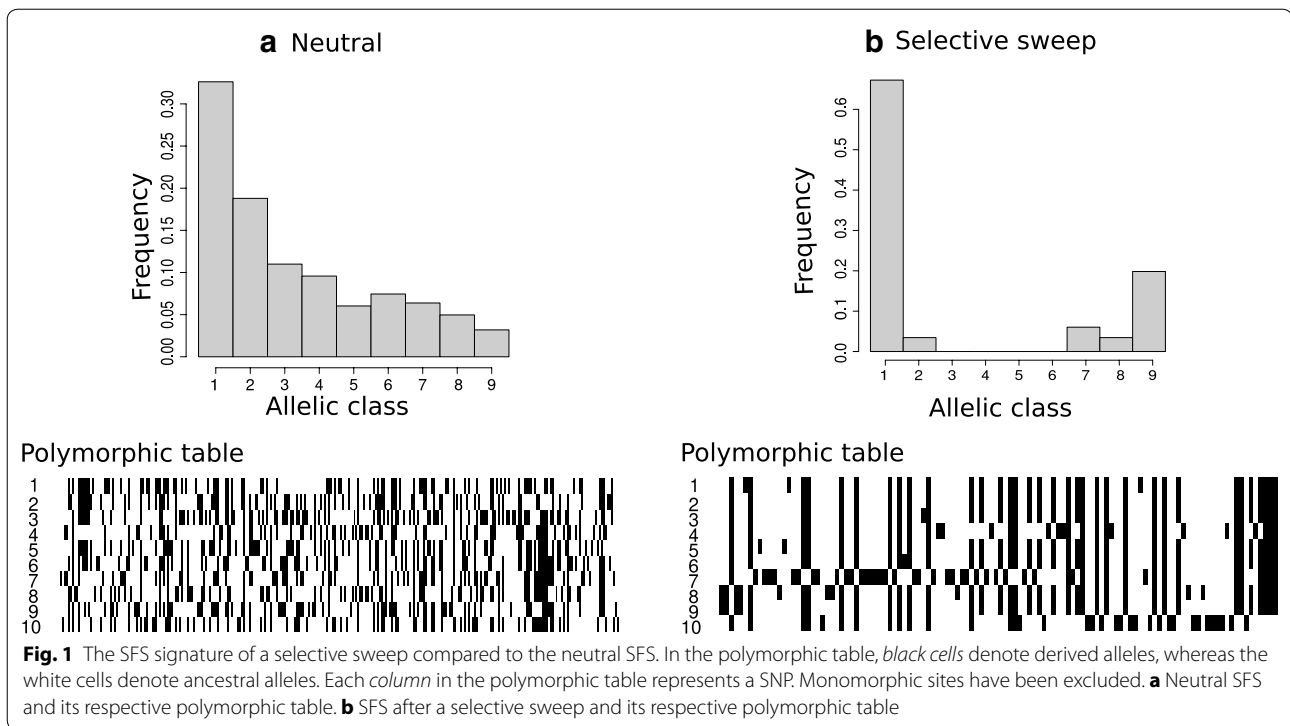 a Neutral
Frequency
0.00 0.05 0.10 0.15 0.20 0.25 0.30
1 2 3 4 5 6 7 8 9
Allelic class
Polymorphic table
1
2
3
4
5
6
7
8
9
10
b Selective sweep
Frequency
0.0 0.1 0.2 0.3 0.4 0.5 0.6
1 2 3 4 5 6 7 8 9
Allelic class
Polymorphic table
1
2
3
4
5
6
7
8
9
10
Fig. 1 The SFS signature of a selective sweep compared to the neutral SFS. In the polymorphic table, black cells denote derived alleles, whereas the
white cells denote ancestral alleles. Each column in the polymorphic table represents a SNP. Monomorphic sites have been excluded. a Neutral SFS
and its respective polymorphic table. b SFS after a selective sweep and its respective polymorphic table